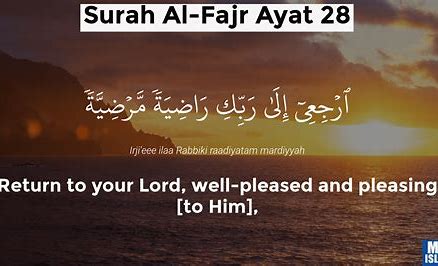 Surah Al-Fajr Ayat 28
ٱرْجِعِىٓ إِلَىٰ رَبِّكِ رَاضِيَةً مَّرْضِيَّةً
Irji'eee ilaa Rabbiki raadiyatam mardiyyah
Return to your Lord, well-pleased and pleasing
[to Him],